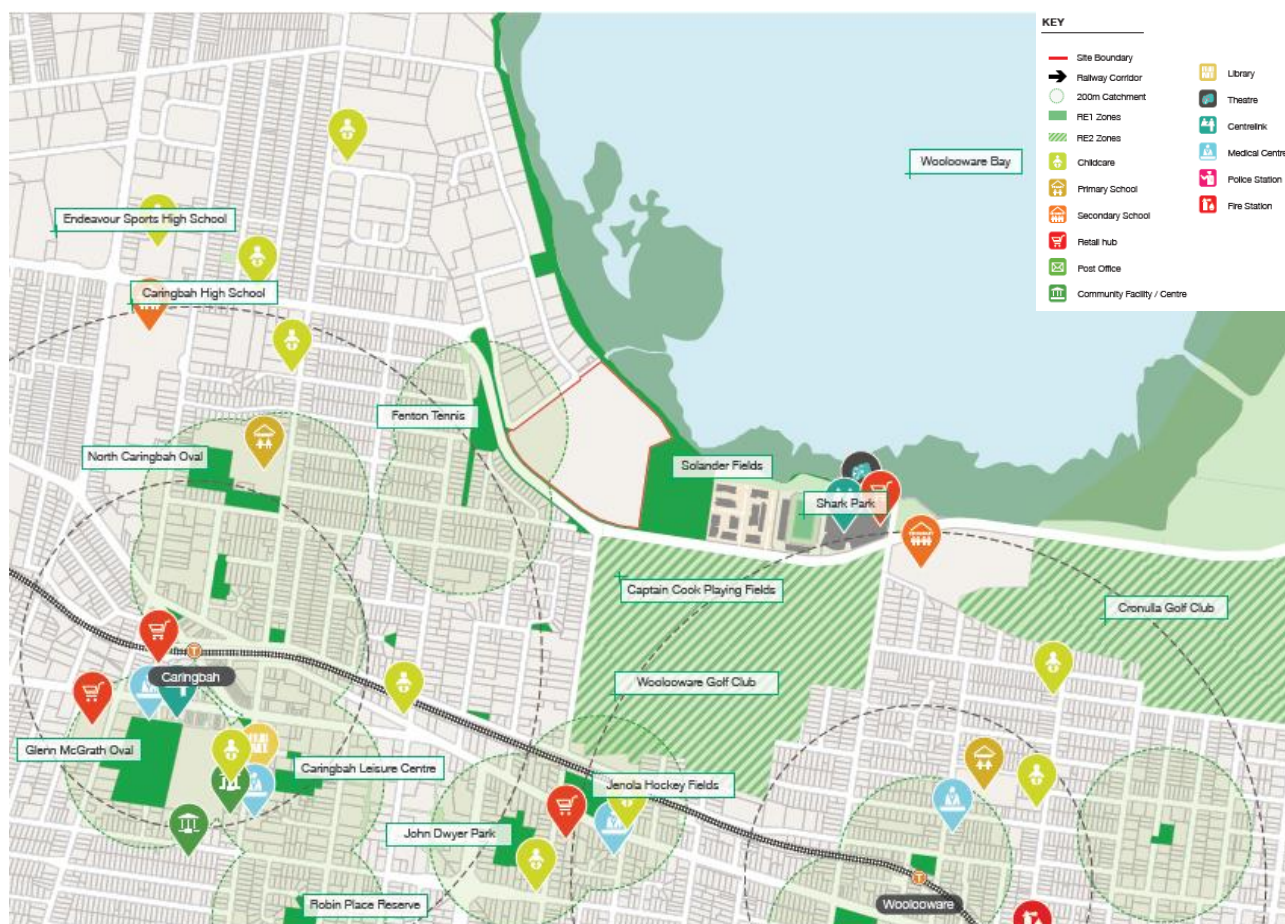 KEY
Site Boundary
Railway Corridor
200m Catchment
RE1 Zones
RE2 Zones
Childcare
Primary School
Secondary School
Retail hub
Post Office
Community Facility / Centre
Library
Theatre
Centrelink
Medical Centre
Police Station
Fire Station
Woolooware Bay
Endeavour Sports High School
Caringbah High School
Fenton Tennis
North Caringbah Oval
Solander Fields
Shark Park
Captain Cook Playing Fields
Cronulla Golf Club
T
Caringbah
Woolooware Golf Club
Glenn McGrath Oval
Caringbah Leisure Centre
Jenola Hockey Fields
John Dwyer Park
T
Woolooware
Robin Place Reserve